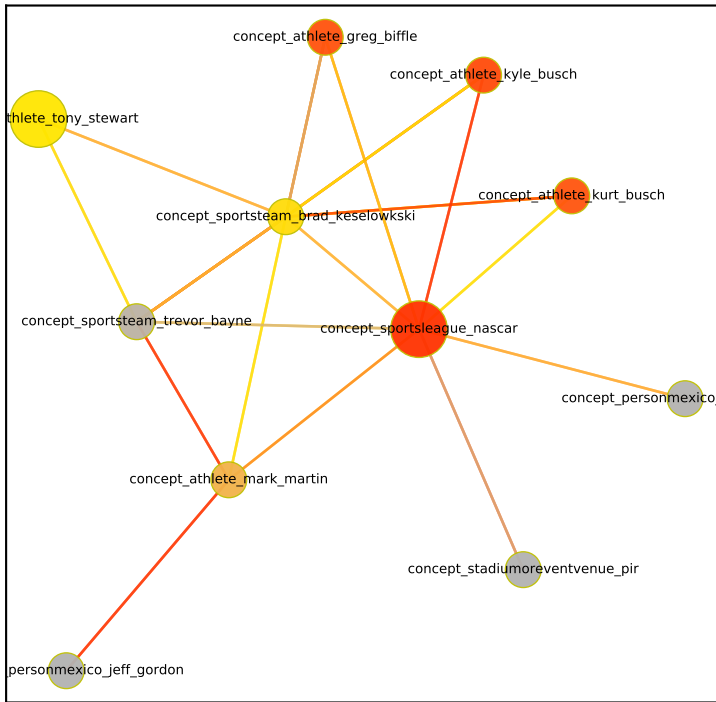 concept_athlete_greg_biffle
concept_athlete_kyle_busch
thlete_tony_stewart
concept_athlete_kurt_busch
concept_sportsteam_brad_keselowkski
concept_sportsteam_trevor_bayne
concept_sportsleague_nascar
concept_personmexico_
concept_athlete_mark_martin
concept_stadiumoreventvenue_pir
personmexico_jeff_gordon